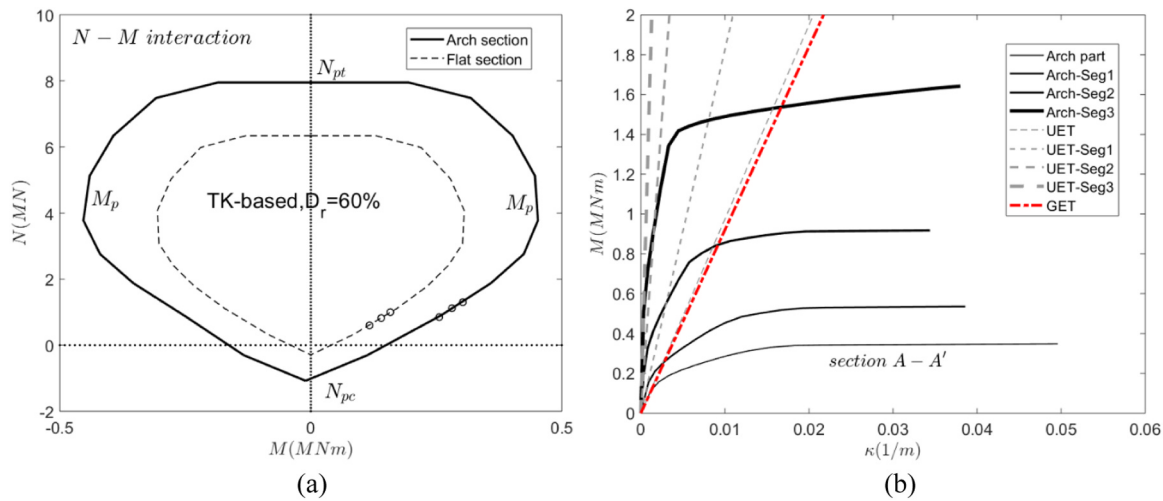 N − M interaction
Arch section
Flat section
N_pt
M_p
M_p
TK-based,D_r=60%
N_pc
10
8
6
4
2
0
-2
-0.5
0
0.5
N(MN)
M(MNm)
(a)
2
1.8
1.6
1.4
1.2
1
0.8
0.6
0.4
0.2
0
0
0.01
0.02
0.03
0.04
0.05
0.06
M(MNm)
κ(1/m)
Arch part
Arch-Seg1
Arch-Seg2
Arch-Seg3
UET
UET-Seg1
UET-Seg2
UET-Seg3
GET
section A − A′
(b)